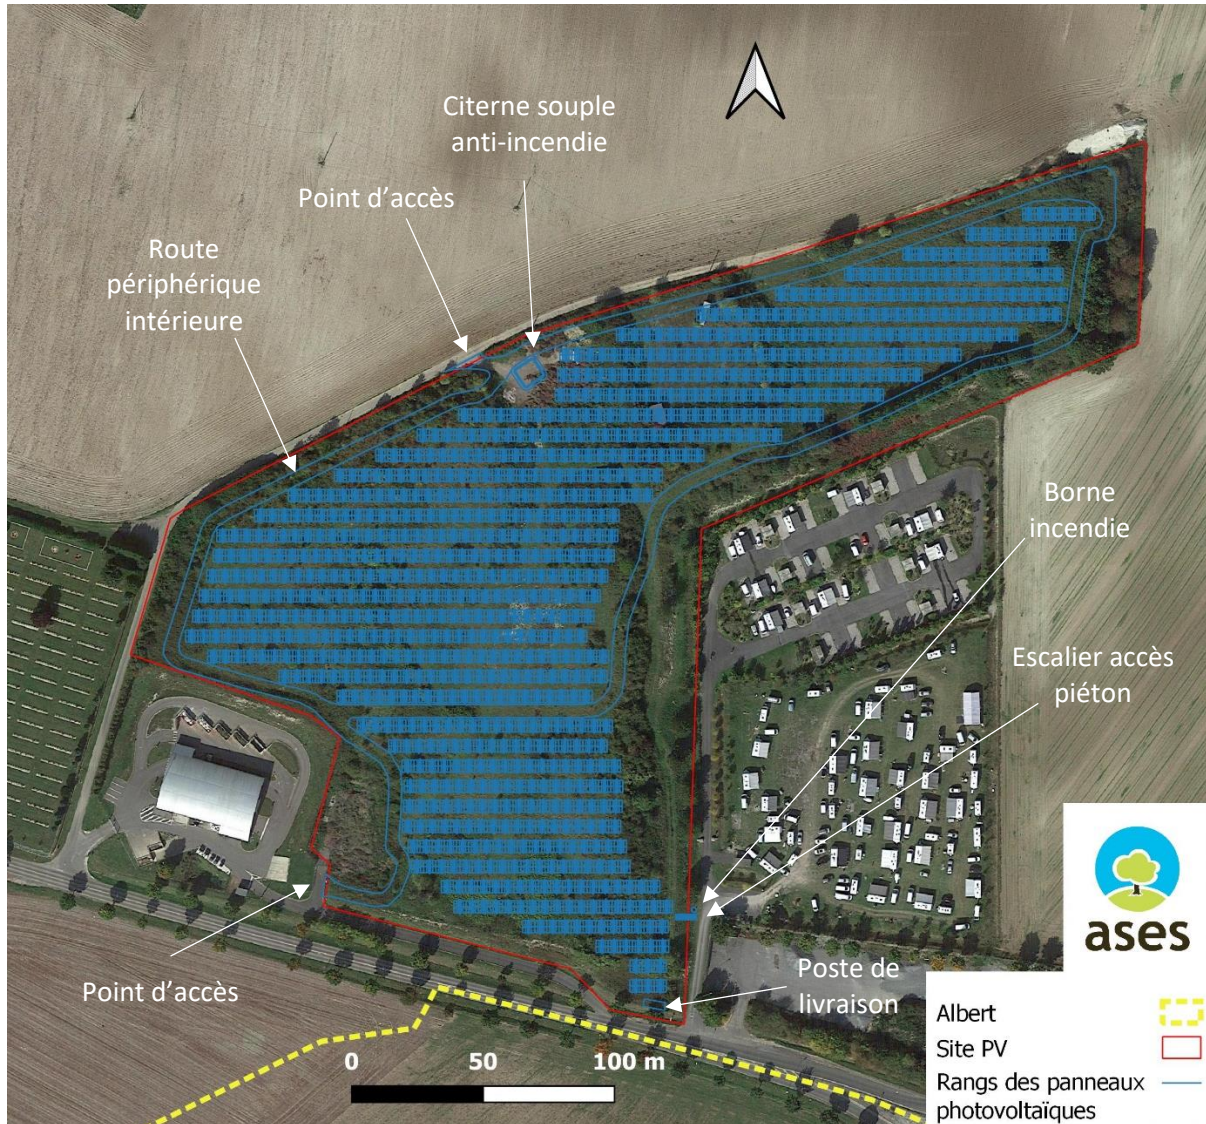 Citerne souple
anti-incendie
Point d'accès
Route
périphérique
intérieure
Borne
incendie
Escalier accès
piéton
Point d'accès
Poste de
livraison
0 50 100 m
ases
Albert
Site PV
Rangs des panneaux
photovoltaïques